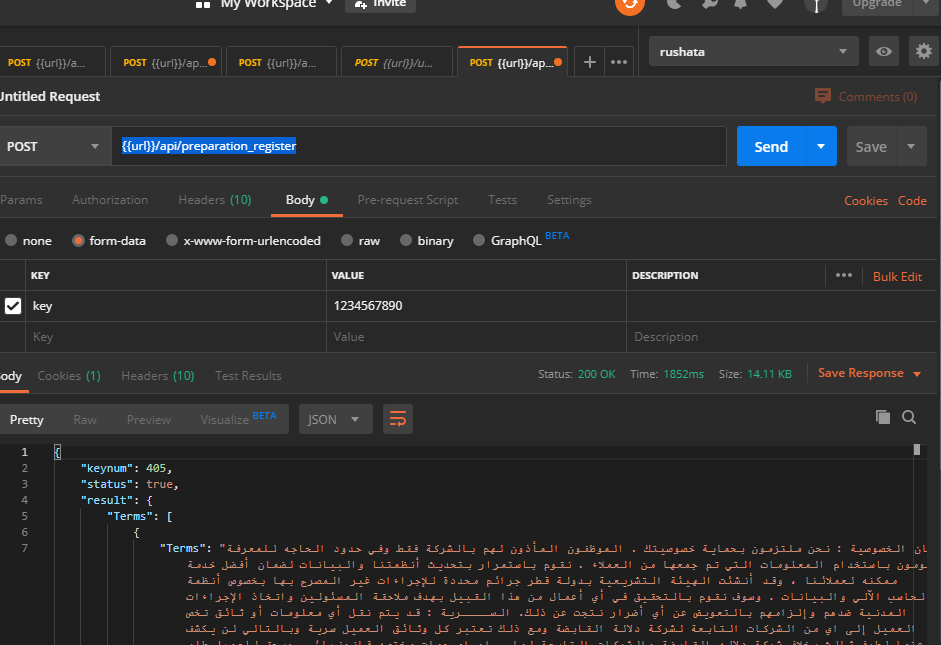 My Workspace
Invite
Upgrade
POST {{url}}/a...
POST {{url}}/ap...
POST {{url}}/a...
POST {{url}}/u...
POST {{url}}/ap...
rushata
Untitled Request
Comments (0)
POST
{{url}}/api/preparation_register
Send
Save
Params
Authorization
Headers (10)
Body
Pre-request Script
Tests
Settings
Cookies
Code
none
form-data
x-www-form-urlencoded
raw
binary
GraphQL BETA
KEY
VALUE
DESCRIPTION
Bulk Edit
key
1234567890
Key
Value
Description
Body
Cookies (1)
Headers (10)
Test Results
Status: 200 OK
Time: 1852ms
Size: 14.11 KB
Save Response
Pretty
Raw
Preview
Visualize BETA
JSON
1 {
2 "keynum": 405,
3 "status": true,
4 "result": {
5 "Terms": [
6 {
7 "Terms": "ان الخصوصية : نحن ملتزمون بحماية خصوصيتك . الموظفون المأذون لهم بالشركة فقط وفي حدود الحاجه للمعرفة
ومون باستخدام المعلومات التي تم جمعها من العملاء . نقوم باستمرار بتحديث أنظمتنا والبيانات لضمان أفضل خدمة
ممكنه لعملائنا ، وقد أنشئت الهيئة التشريعية بدولة قطر جرائم محددة للإجراءات غير المصرح بها بخصوص أنظمة
لحاسب الآلي والبيانات . وسوف نقوم بالتحقيق في أي أعمال من هذا القبيل بهدف ملاحقة المسئولين واتخاذ الإجراءات
المدنية ضدهم وإلزامهم بالتعويض عن أي أضرار نتجت عن ذلك. الســـــرية : قد يتم نقل أي معلومات أو ثائق تخص
العميل إلى اي من الشركات التابعة لشركة دلالة القابضة ومع ذلك تعتبر كل وثائق العميل سرية وبالتالي لن يكشف